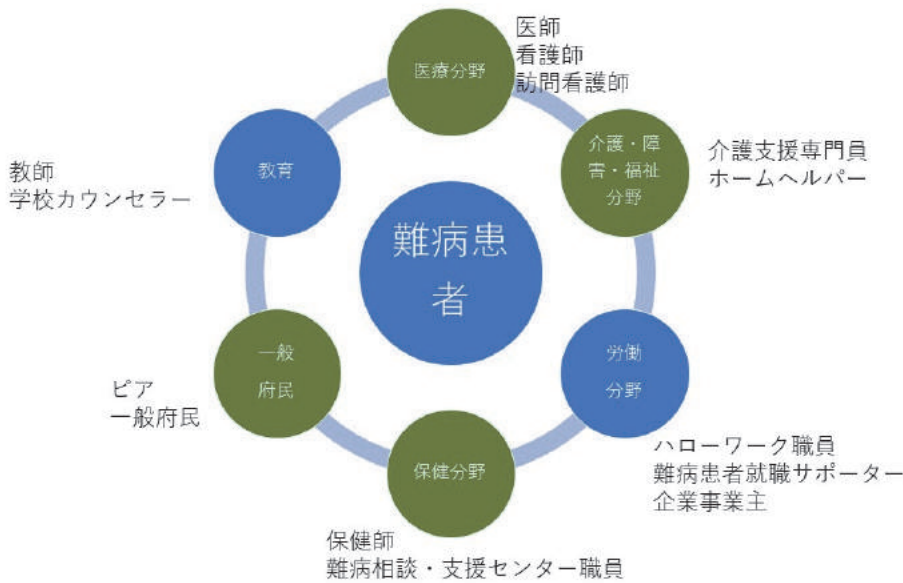 医師
看護師
訪問看護師
医療分野
介護・障
害・福祉
分野
介護支援専門員
ホームヘルパー
教育
教師
学校カウンセラー
難病患
者
労働
分野
ハローワーク職員
難病患者就職サポーター
企業事業主
一般
府民
ピア
一般府民
保健分野
保健師
難病相談・支援センター職員